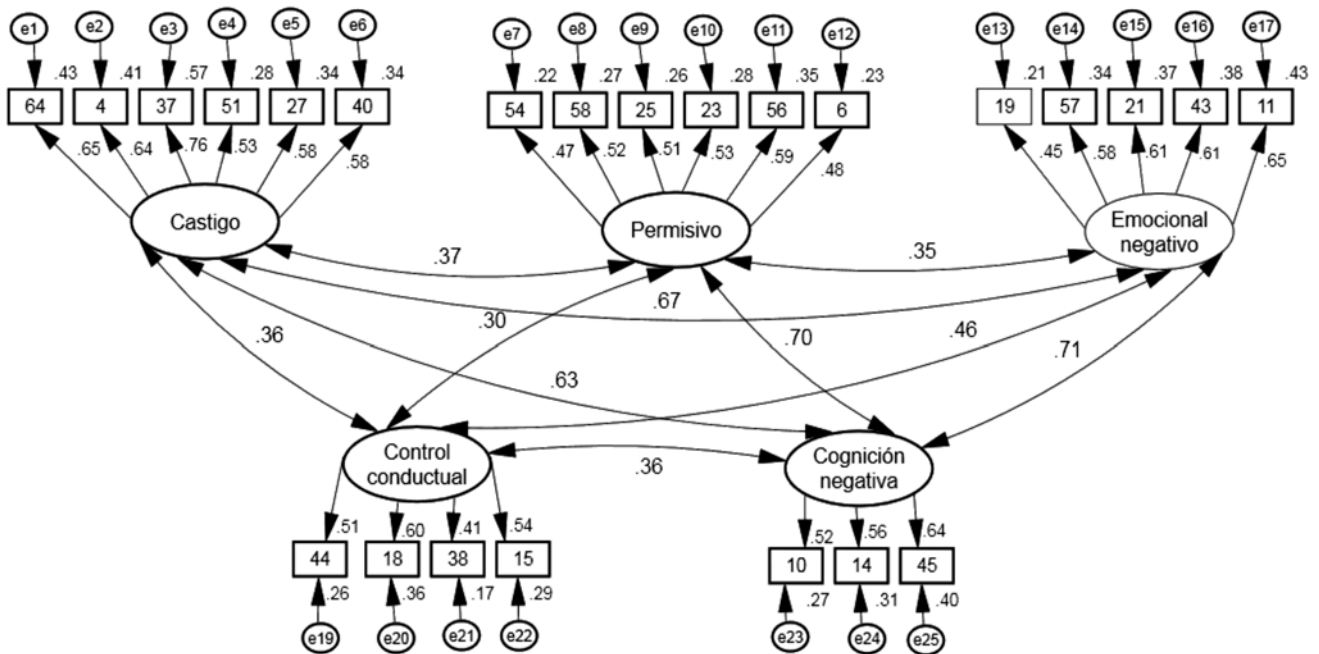 e1 e2 e3 e4 e5 e6 e7 e8 e9 e10 e11 e12 e13 e14 e15 e16 e17
.43 .41 .57 .28 .34 .34 .22 .27 .26 .28 .35 .23 .21 .34 .37 .38 .43
64 4 37 51 27 40 54 58 25 23 56 6 19 57 21 43 11
.65 .64 .76 .53 .58 .58 .47 .52 .51 .53 .59 .48 .45 .58 .61 .61 .65
Castigo
Permisivo
Emocional
negativo
.37
.35
.67
.30
.36
.70
.46
.71
.63
Control
conductual
.36
Cognición
negativa
.51 .60 .41 .54 .52 .56 .64
44 18 38 15 10 14 45
.26 .36 .17 .29 .27 .31 .40
e19 e20 e21 e22 e23 e24 e25